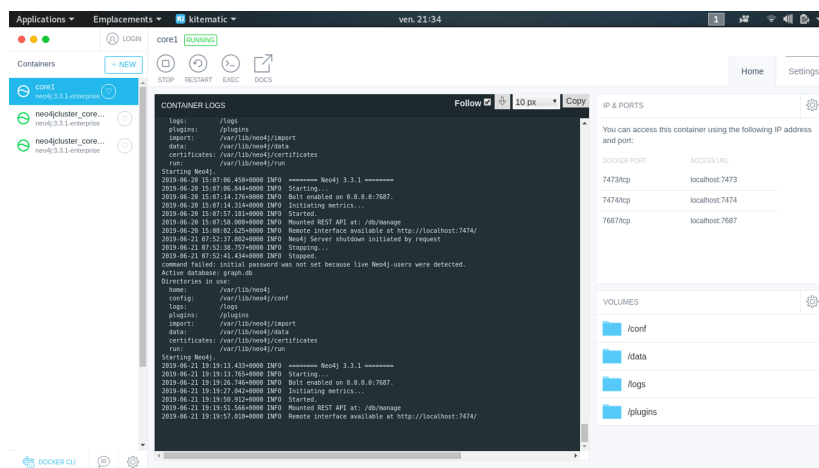 Applications ▾ Emplacements ▾ kitematic ▾ ven. 21:34 1
LOGIN
core1 RUNNING
Containers + NEW
STOP RESTART EXEC DOCS
Home Settings
core1
neo4j:3.3.1-enterprise
neo4jcluster_core...
neo4j:3.3.1-enterprise
neo4jcluster_core...
neo4j:3.3.1-enterprise
CONTAINER LOGS Follow 10 px Copy
logs: /logs
plugins: /plugins
import: /var/lib/neo4j/import
data: /var/lib/neo4j/data
certificates: /var/lib/neo4j/certificates
run: /var/lib/neo4j/run
Starting Neo4j.
2019-06-20 15:07:06.450+0000 INFO ======== Neo4j 3.3.1 ========
2019-06-20 15:07:06.844+0000 INFO Starting...
2019-06-20 15:07:14.176+0000 INFO Bolt enabled on 0.0.0.0:7687.
2019-06-20 15:07:14.314+0000 INFO Initiating metrics...
2019-06-20 15:07:57.181+0000 INFO Started.
2019-06-20 15:07:58.000+0000 INFO Mounted REST API at: /db/manage
2019-06-20 15:08:02.625+0000 INFO Remote interface available at http://localhost:7474/
2019-06-21 07:52:37.802+0000 INFO Neo4j Server shutdown initiated by request
2019-06-21 07:52:38.757+0000 INFO Stopping...
2019-06-21 07:52:41.434+0000 INFO Stopped.
command failed: initial password was not set because live Neo4j-users were detected.
Active database: graph.db
Directories in use:
home: /var/lib/neo4j
config: /var/lib/neo4j/conf
logs: /logs
plugins: /plugins
import: /var/lib/neo4j/import
data: /var/lib/neo4j/data
certificates: /var/lib/neo4j/certificates
run: /var/lib/neo4j/run
Starting Neo4j.
2019-06-21 19:19:13.433+0000 INFO ======== Neo4j 3.3.1 ========
2019-06-21 19:19:13.765+0000 INFO Starting...
2019-06-21 19:19:26.746+0000 INFO Bolt enabled on 0.0.0.0:7687.
2019-06-21 19:19:27.042+0000 INFO Initiating metrics...
2019-06-21 19:19:50.912+0000 INFO Started.
2019-06-21 19:19:51.566+0000 INFO Mounted REST API at: /db/manage
2019-06-21 19:19:57.010+0000 INFO Remote interface available at http://localhost:7474/
IP & PORTS
You can access this container using the following IP address
and port:
DOCKER PORT ACCESS URL
7473/tcp localhost:7473
7474/tcp localhost:7474
7687/tcp localhost:7687
VOLUMES
/conf
/data
/logs
/plugins
DOCKER CLI